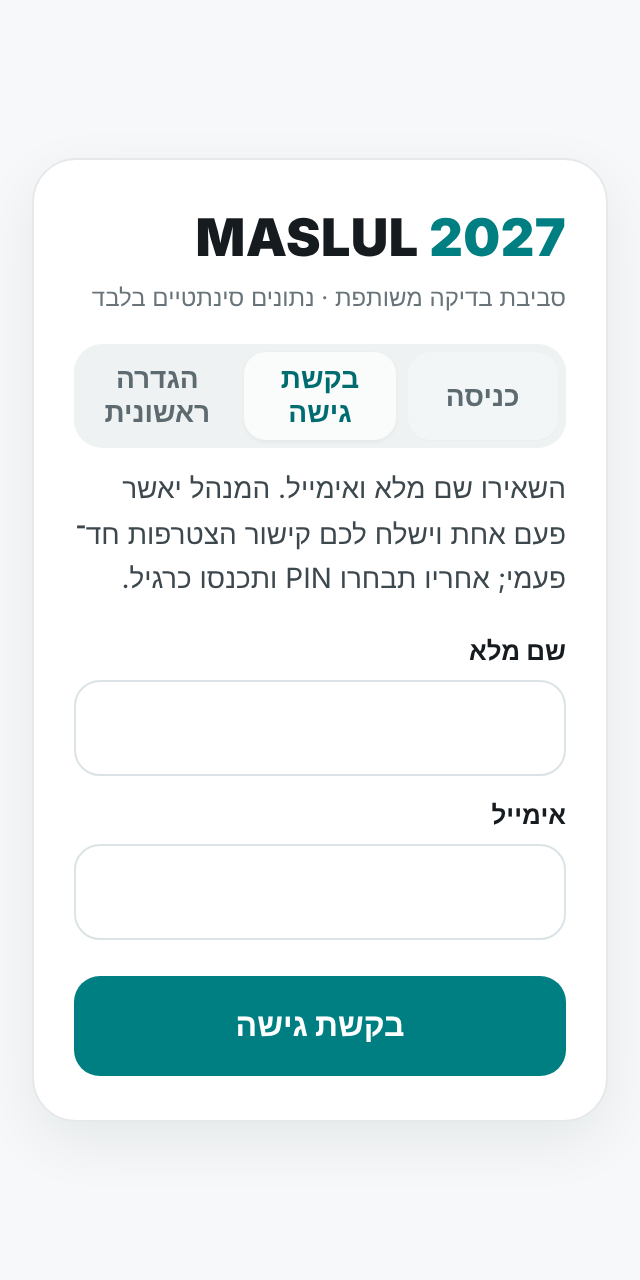 MASLUL 2027
סביבת בדיקה משותפת · נתונים סינתטיים בלבד
כניסה
בקשת
גישה
הגדרה
ראשונית
השאירו שם מלא ואימייל. המנהל יאשר
פעם אחת וישלח לכם קישור הצטרפות חד־
פעמי; אחריו תבחרו PIN ותכנסו כרגיל.
שם מלא
אימייל
בקשת גישה